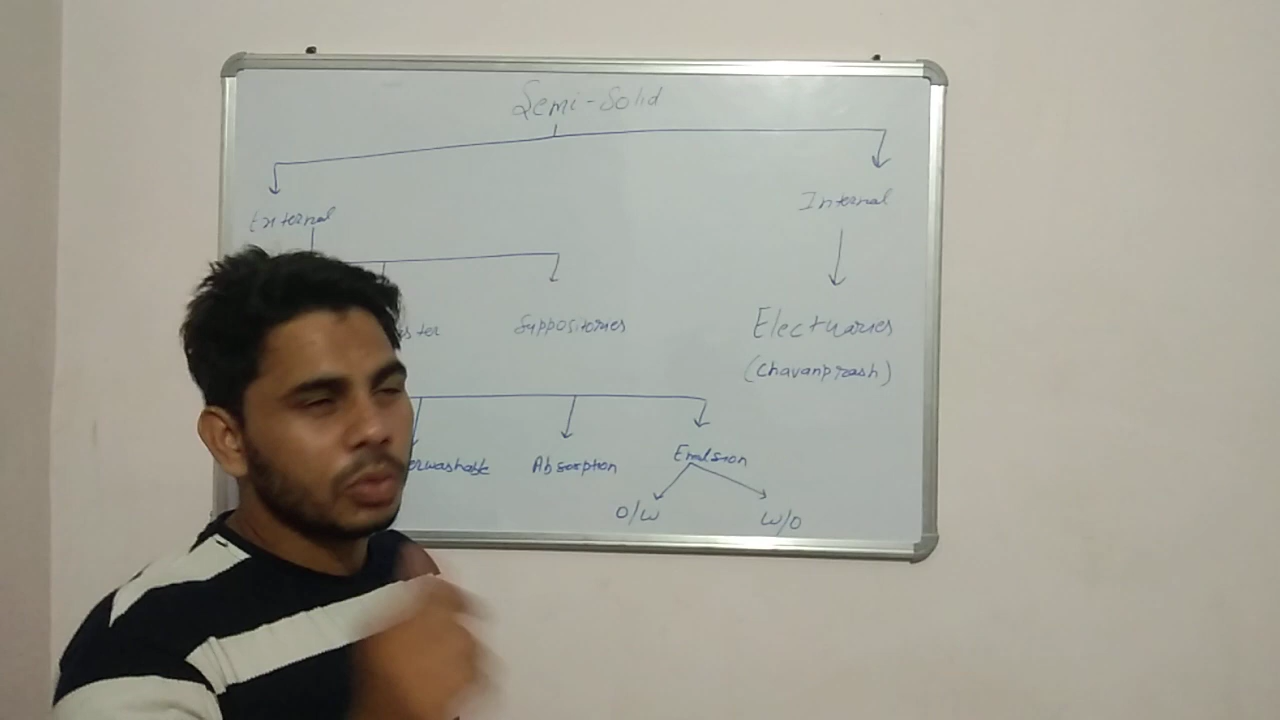 Semi-Solid
External
Internal
Suppositories
Electuaries
(Chavanprash)
Absorption
Emulsion
O/W
W/O